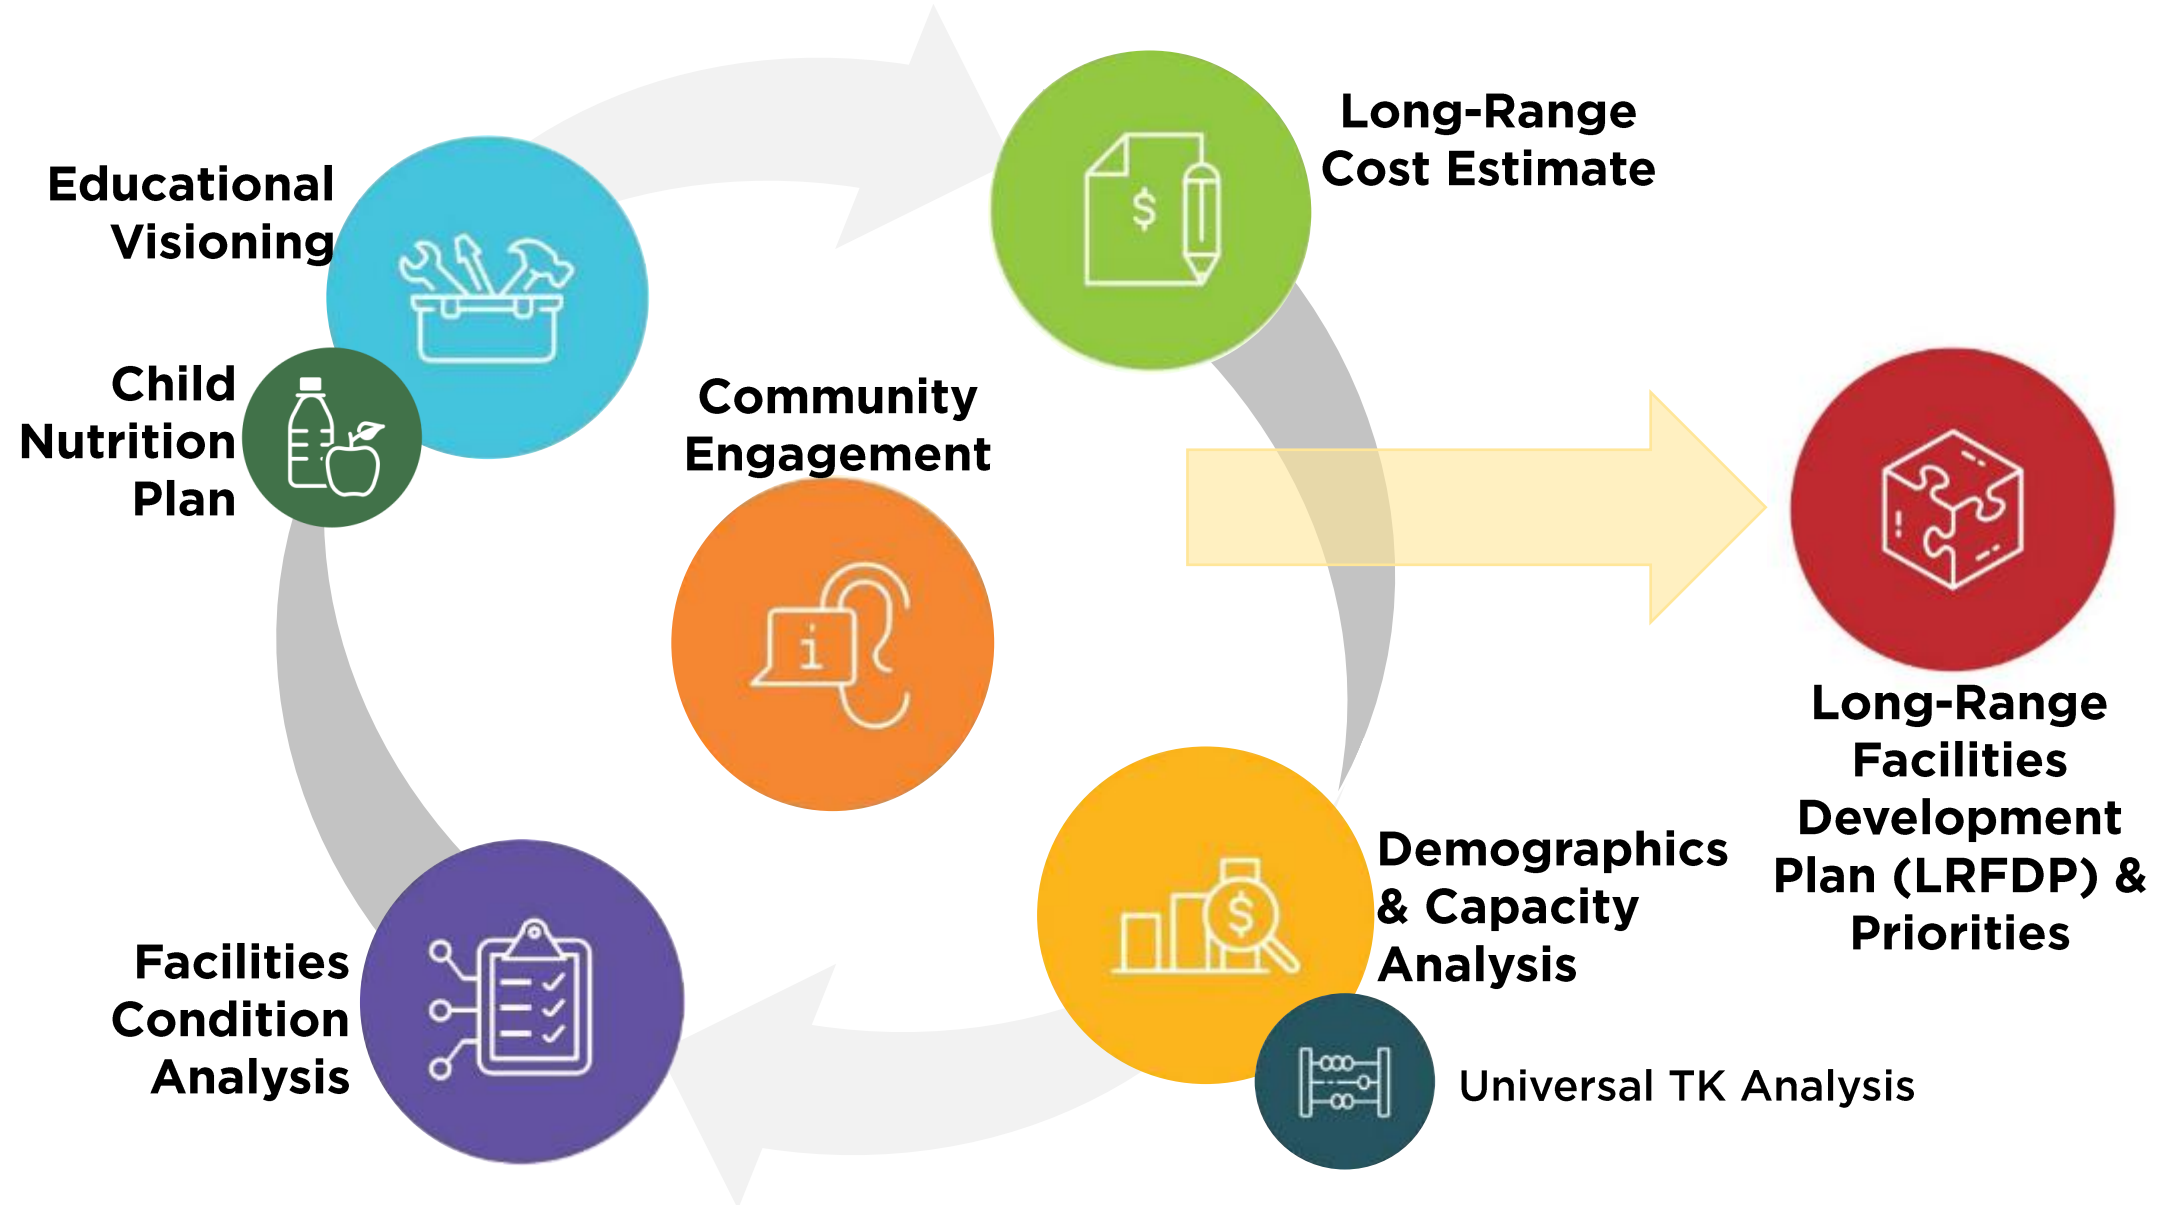 Educational
Visioning
Long-Range
Cost Estimate
Child
Nutrition
Plan
$
Community
Engagement
i
Long-Range
Facilities
Development
Plan (LRFDP) &
Priorities
Demographics
& Capacity
Analysis
$
Facilities
Condition
Analysis
Universal TK Analysis